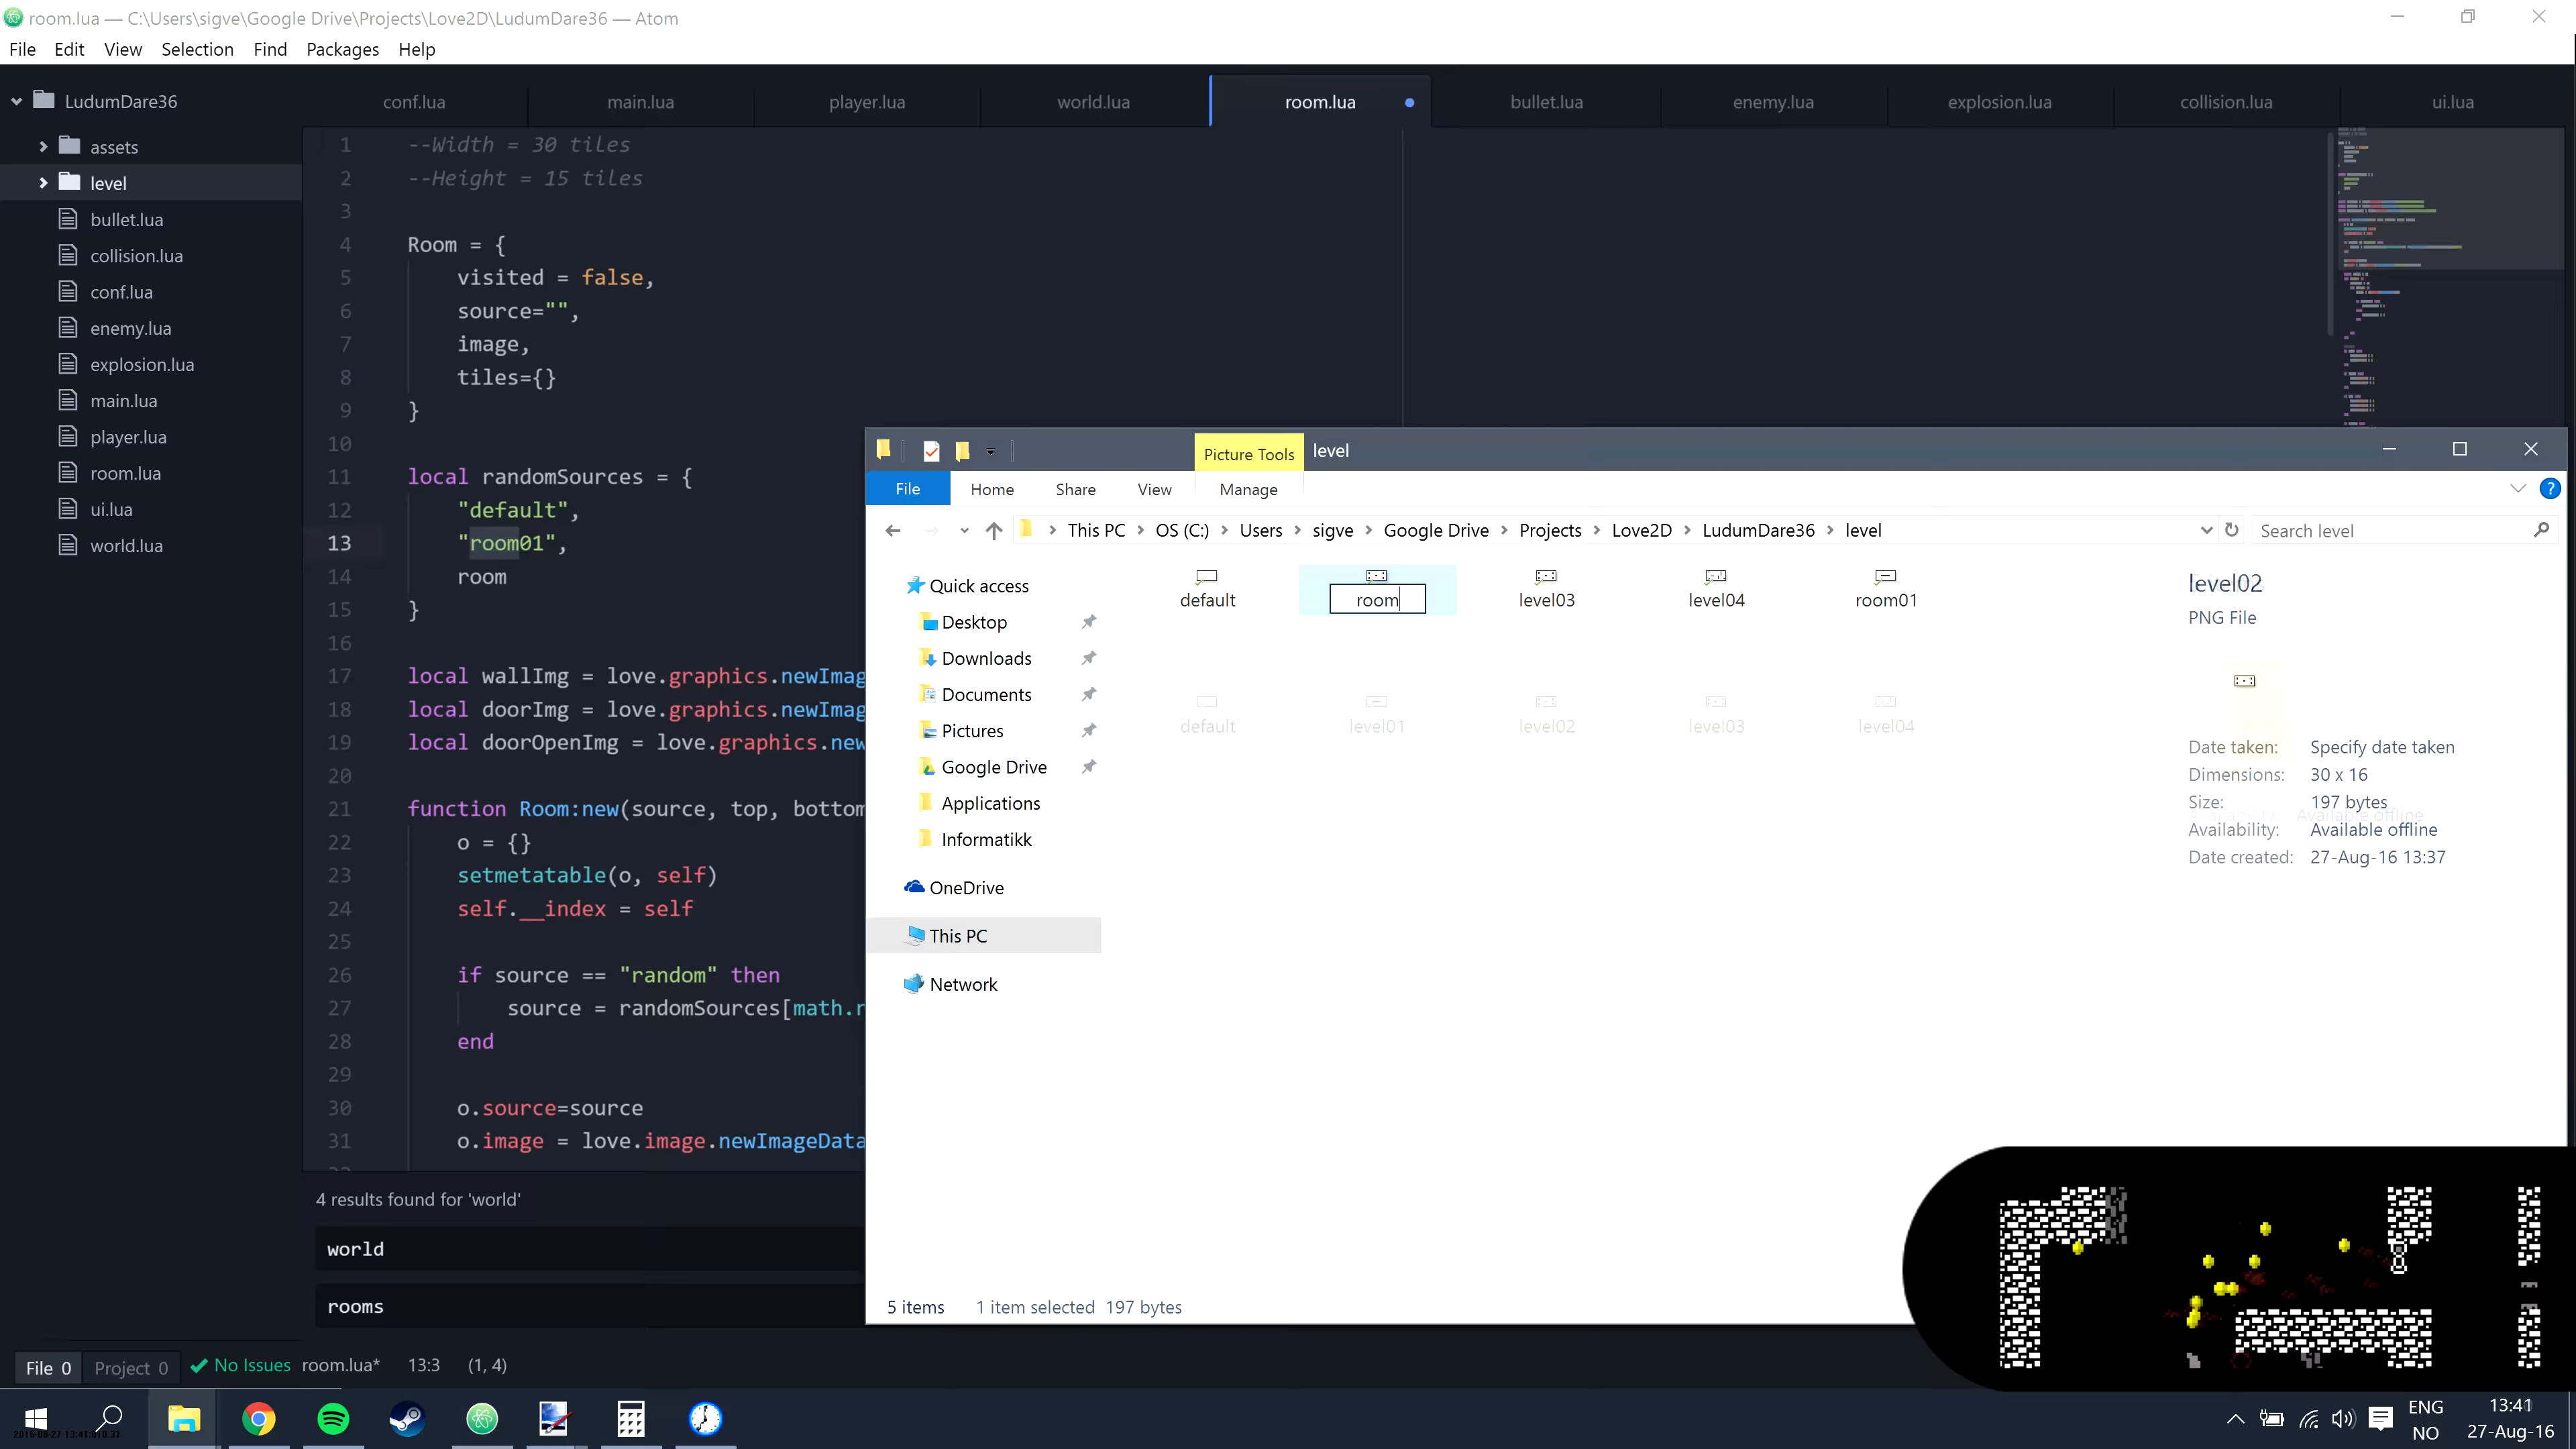 room.lua — C:\Users\sigve\Google Drive\Projects\Love2D\LudumDare36 — Atom
File Edit View Selection Find Packages Help
LudumDare36
assets
level
bullet.lua
collision.lua
conf.lua
enemy.lua
explosion.lua
main.lua
player.lua
room.lua
ui.lua
world.lua
conf.lua main.lua player.lua world.lua room.lua bullet.lua enemy.lua explosion.lua collision.lua ui.lua
1 --Width = 30 tiles
2 --Height = 15 tiles
3
4 Room = {
5 visited = false,
6 source="",
7 image,
8 tiles={}
9 }
10
11 local randomSources = {
12 "default",
13 "room01",
14 room
15 }
16
17 local wallImg = love.graphics.newImag
18 local doorImg = love.graphics.newImag
19 local doorOpenImg = love.graphics.new
20
21 function Room:new(source, top, bottom
22 o = {}
23 setmetatable(o, self)
24 self.__index = self
25
26 if source == "random" then
27 source = randomSources[math.r
28 end
29
30 o.source=source
31 o.image = love.image.newImageData
4 results found for 'world'
world
rooms
File 0 Project 0 No Issues room.lua* 13:3 (1, 4)
Picture Tools level
File Home Share View Manage
This PC OS (C:) Users sigve Google Drive Projects Love2D LudumDare36 level
Search level
Quick access
Desktop
Downloads
Documents
Pictures
Google Drive
Applications
Informatikk
OneDrive
This PC
Network
default room level03 level04 room01
default level01 level02 level03 level04
level02
PNG File
Date taken: Specify date taken
Dimensions: 30 x 16
Size: 197 bytes
Available offline
Availability: Available offline
Date created: 27-Aug-16 13:37
5 items 1 item selected 197 bytes
ENG
NO
13:41
27-Aug-16